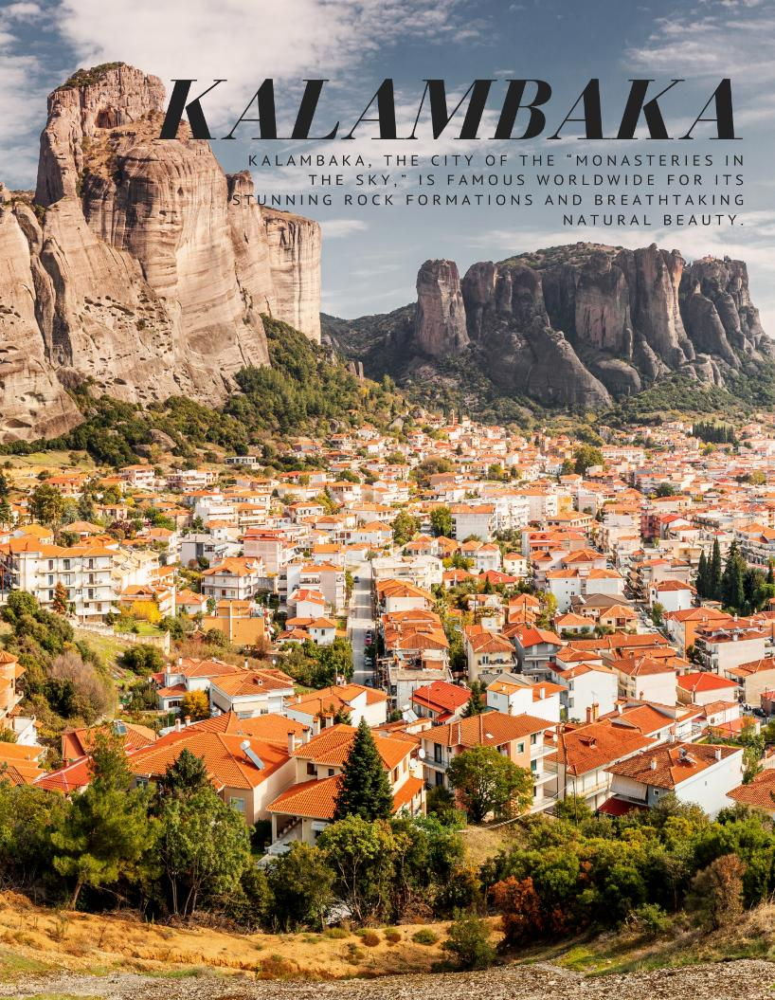 KALAMBAKA
KALAMBAKA, THE CITY OF THE “MONASTERIES IN
THE SKY,” IS FAMOUS WORLDWIDE FOR ITS
STUNNING ROCK FORMATIONS AND BREATHTAKING
NATURAL BEAUTY.